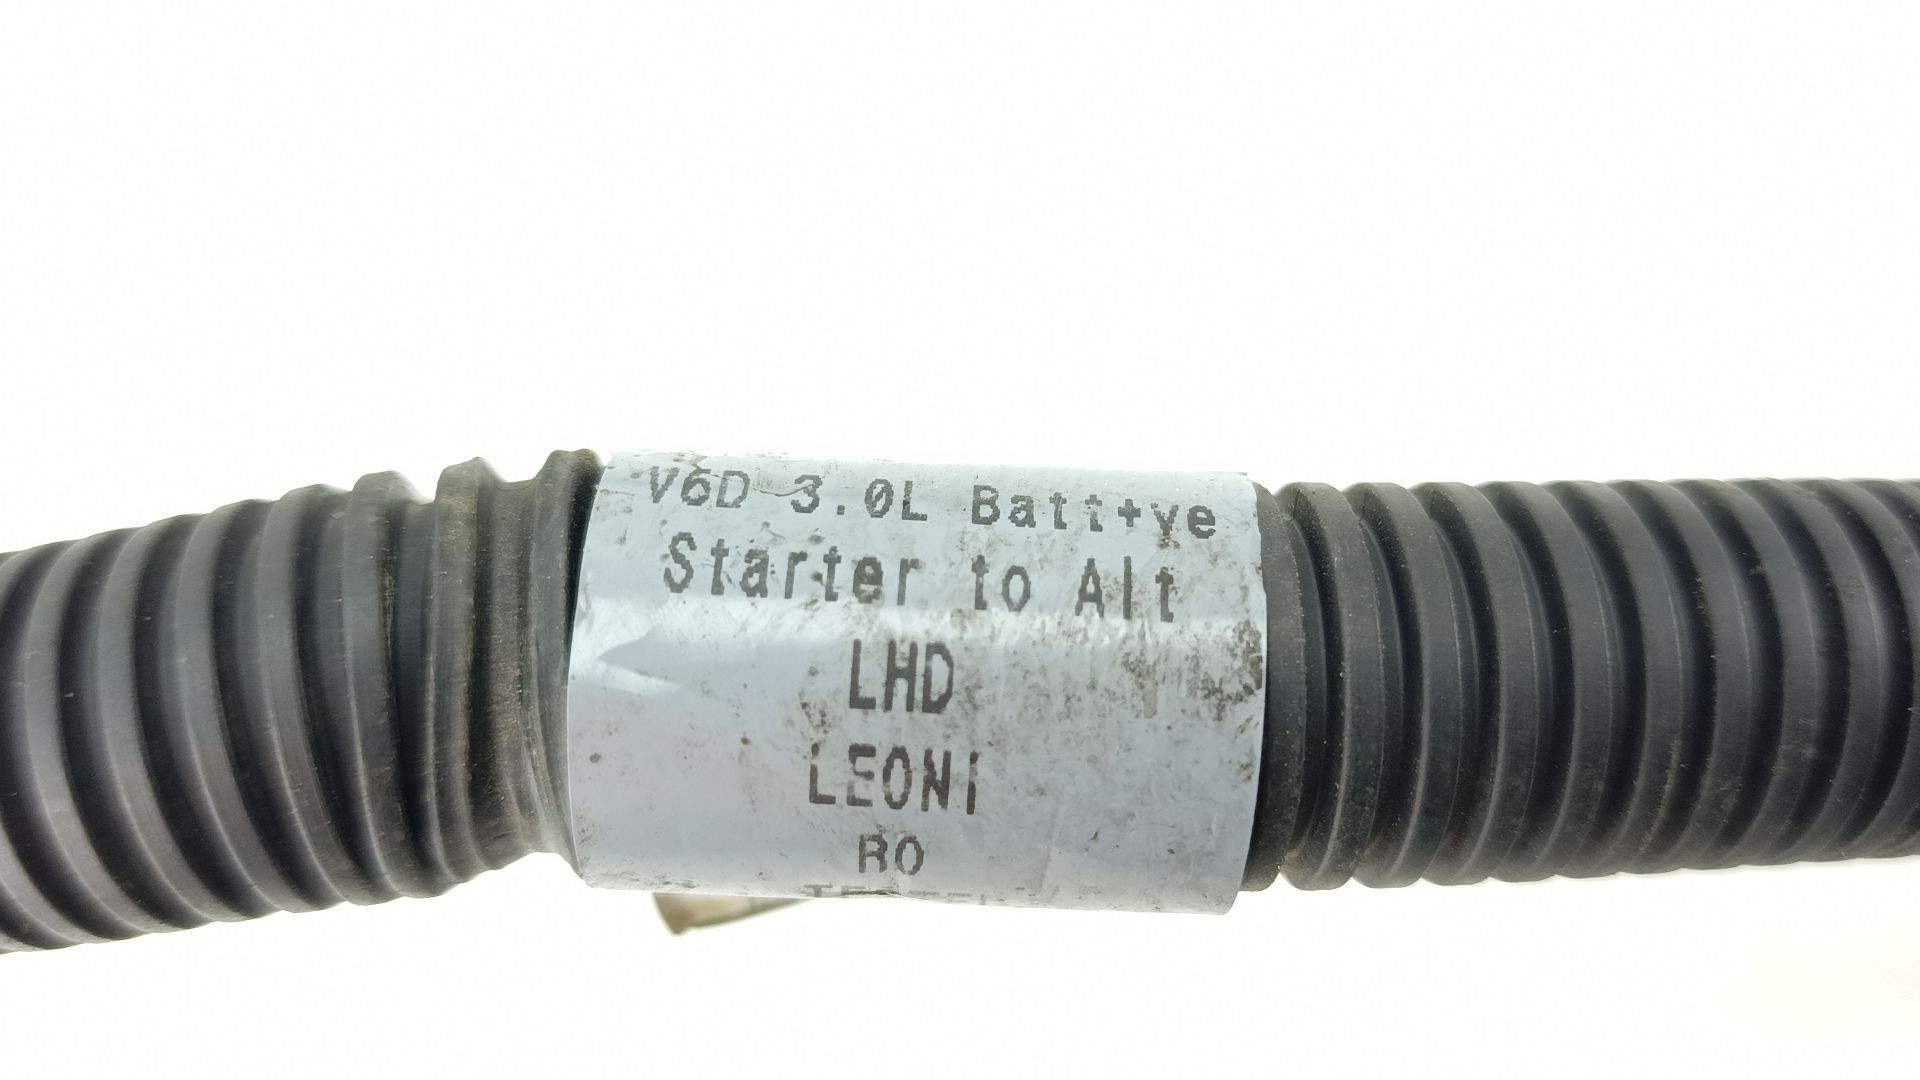 V6D 3.0L Batt+ve
Starter to Alt
LHD
LEONI
RO